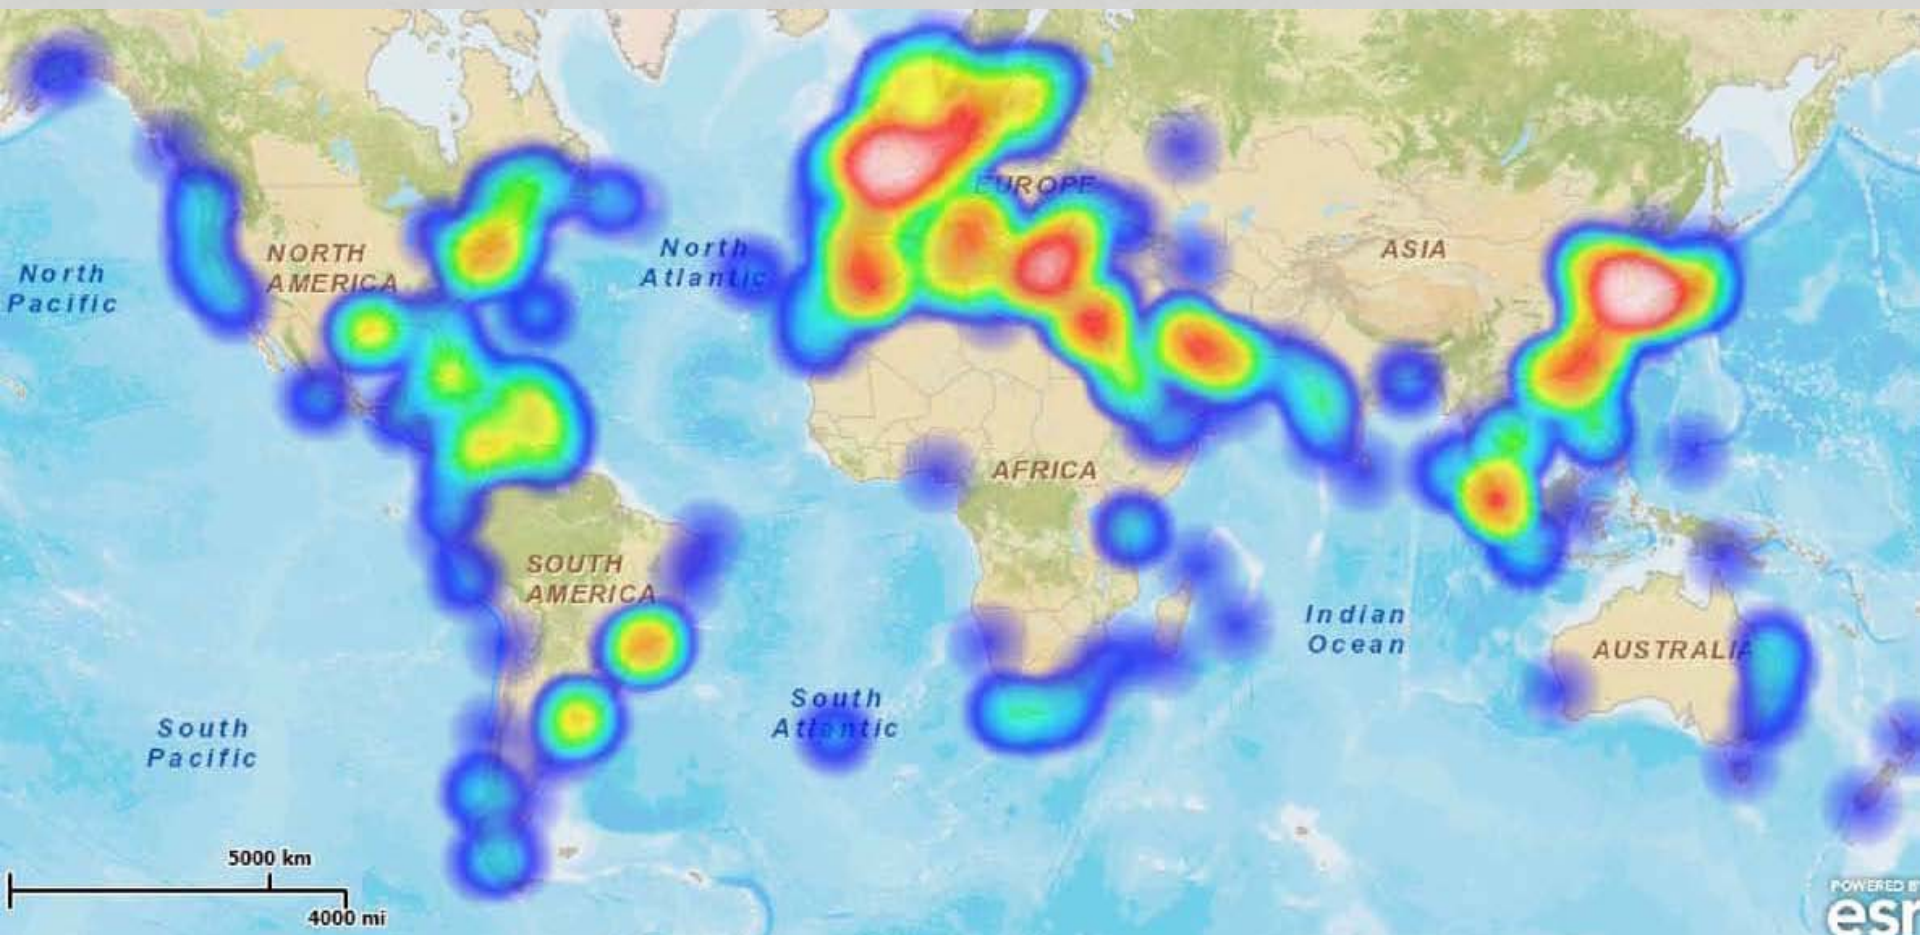 EUROPE
NORTH
AMERICA
North
Atlantic
ASIA
North
Pacific
AFRICA
SOUTH
AMERICA
Indian
Ocean
AUSTRALIA
South
Atlantic
South
Pacific
5000 km
4000 mi
POWERED BY
esr